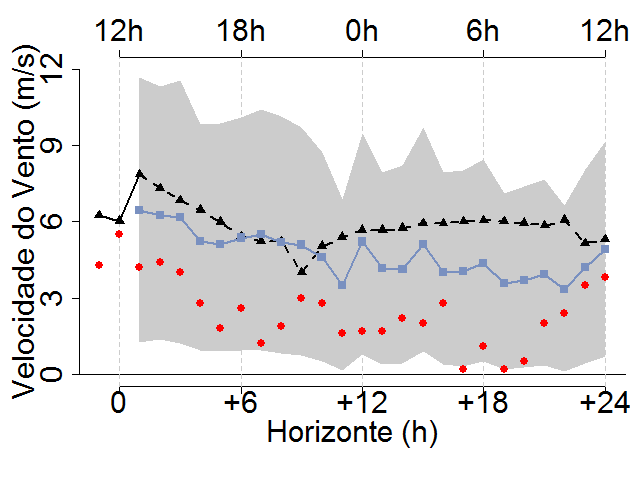 12h 18h 0h 6h 12h
Velocidade do Vento (m/s)
12
9
6
3
0
0 +6 +12 +18 +24
Horizonte (h)